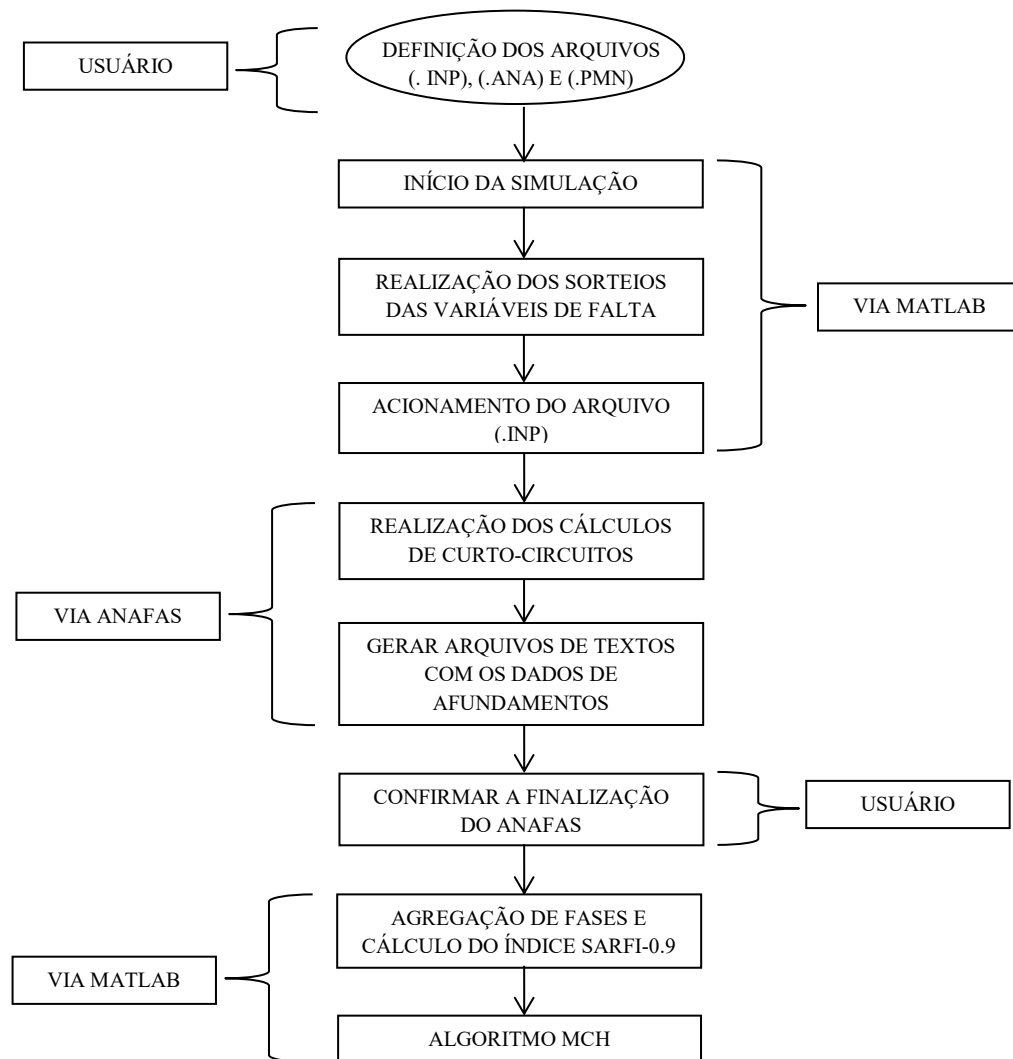 USUÁRIO
DEFINIÇÃO DOS ARQUIVOS
(. INP), (.ANA) E (.PMN)
INÍCIO DA SIMULAÇÃO
REALIZAÇÃO DOS SORTEIOS
DAS VARIÁVEIS DE FALTA
VIA MATLAB
ACIONAMENTO DO ARQUIVO
(.INP)
REALIZAÇÃO DOS CÁLCULOS
DE CURTO-CIRCUITOS
VIA ANAFAS
GERAR ARQUIVOS DE TEXTOS
COM OS DADOS DE
AFUNDAMENTOS
CONFIRMAR A FINALIZAÇÃO
DO ANAFAS
USUÁRIO
AGREGAÇÃO DE FASES E
CÁLCULO DO ÍNDICE SARFI-0.9
VIA MATLAB
ALGORITMO MCH